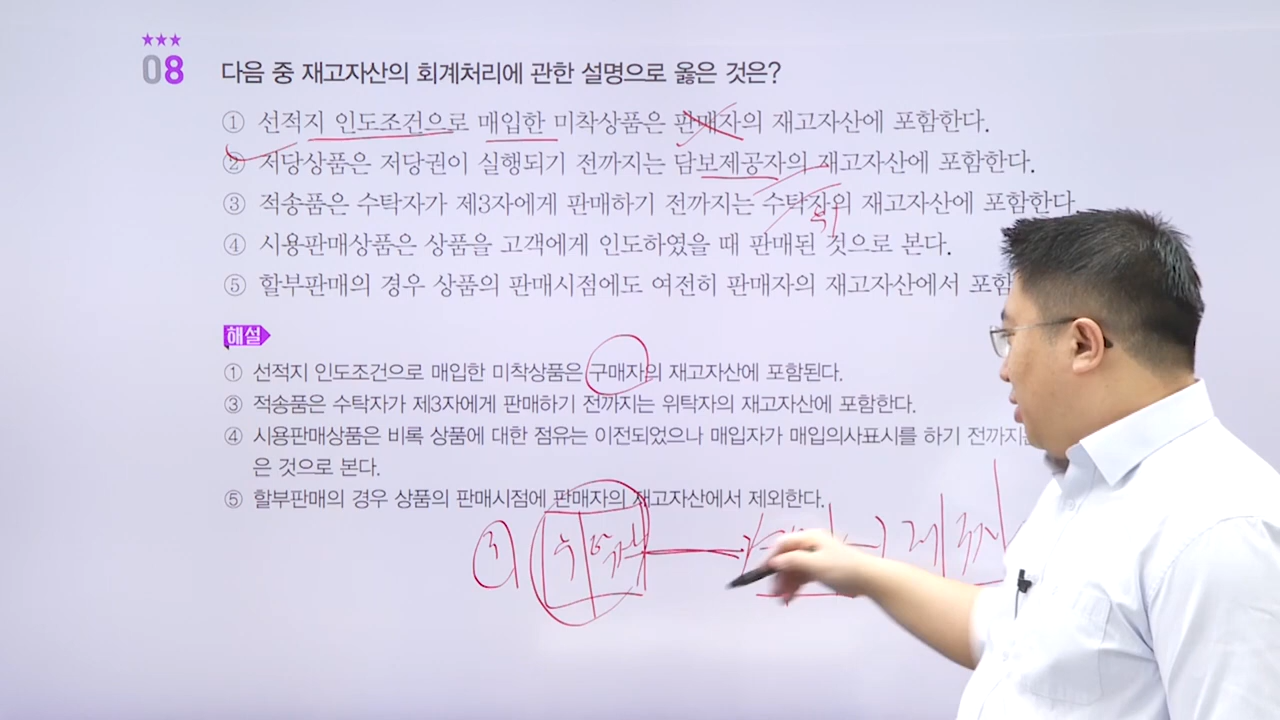 ★★★
08 다음 중 재고자산의 회계처리에 관한 설명으로 옳은 것은?
① 선적지 인도조건으로 매입한 미착상품은 판매자의 재고자산에 포함한다.
② 저당상품은 저당권이 실행되기 전까지는 담보제공자의 재고자산에 포함한다.
③ 적송품은 수탁자가 제3자에게 판매하기 전까지는 수탁자의 재고자산에 포함한다
위
④ 시용판매상품은 상품을 고객에게 인도하였을 때 판매된 것으로 본다.
⑤ 할부판매의 경우 상품의 판매시점에도 여전히 판매자의 재고자산에서 포함
해설
① 선적지 인도조건으로 매입한 미착상품은 구매자의 재고자산에 포함된다.
③ 적송품은 수탁자가 제3자에게 판매하기 전까지는 위탁자의 재고자산에 포함한다.
④ 시용판매상품은 비록 상품에 대한 점유는 이전되었으나 매입자가 매입의사표시를 하기 전까지
은 것으로 본다.
⑤ 할부판매의 경우 상품의 판매시점에 판매자의 재고자산에서 제외한다.
③